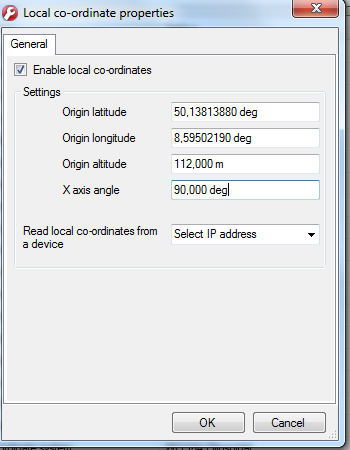 Local co-ordinate properties
General
Enable local co-ordinates
Settings
Origin latitude 50,13813880 deg
Origin longitude 8,59502190 deg
Origin altitude 112,000 m
X axis angle 90,000 deg
Read local co-ordinates from Select IP address
a device
OK Cancel